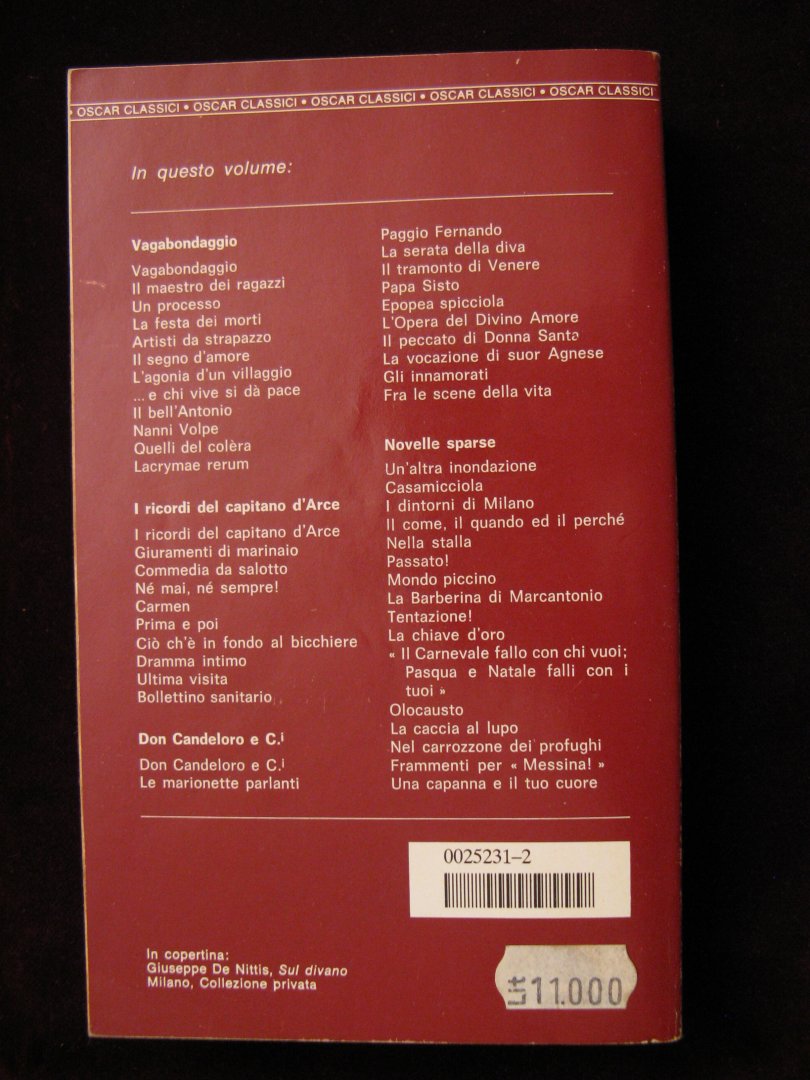 • OSCAR CLASSICI • OSCAR CLASSICI • OSCAR CLASSICI • OSCAR CLASSICI • OSCAR CLASSICI
In questo volume:
Vagabondaggio
Vagabondaggio
Il maestro dei ragazzi
Un processo
La festa dei morti
Artisti da strapazzo
Il segno d'amore
L'agonia d'un villaggio
... e chi vive si dà pace
Il bell'Antonio
Nanni Volpe
Quelli del colèra
Lacrymae rerum
I ricordi del capitano d'Arce
I ricordi del capitano d'Arce
Giuramenti di marinaio
Commedia da salotto
Né mai, né sempre!
Carmen
Prima e poi
Ciò ch'è in fondo al bicchiere
Dramma intimo
Ultima visita
Bollettino sanitario
Don Candeloro e C.i
Don Candeloro e C.i
Le marionette parlanti
Paggio Fernando
La serata della diva
Il tramonto di Venere
Papa Sisto
Epopea spicciola
L'Opera del Divino Amore
Il peccato di Donna Santa
La vocazione di suor Agnese
Gli innamorati
Fra le scene della vita
Novelle sparse
Un'altra inondazione
Casamicciola
I dintorni di Milano
Il come, il quando ed il perché
Nella stalla
Passato!
Mondo piccino
La Barberina di Marcantonio
Tentazione!
La chiave d'oro
« Il Carnevale fallo con chi vuoi;
Pasqua e Natale falli con i
tuoi »
Olocausto
La caccia al lupo
Nel carrozzone dei profughi
Frammenti per « Messina! »
Una capanna e il tuo cuore
0025231-2
In copertina:
Giuseppe De Nittis, Sul divano
Milano, Collezione privata
Lit 11.000